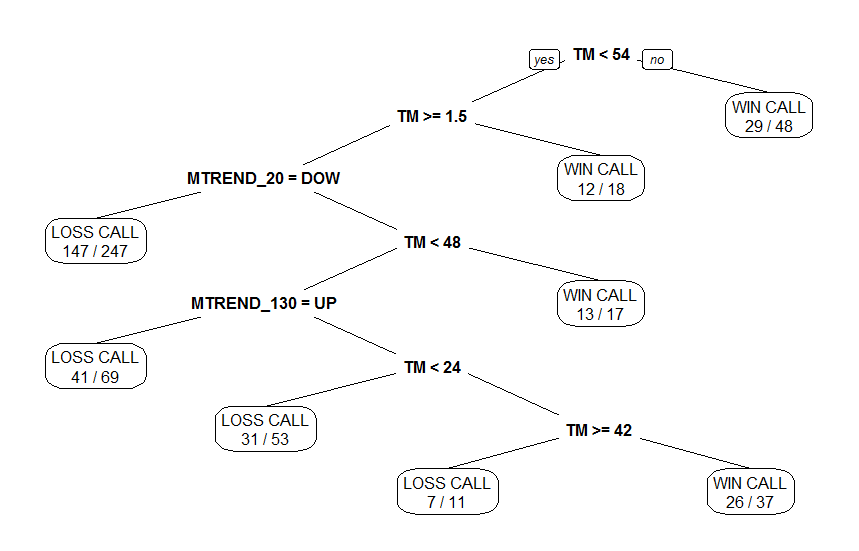 yes TM < 54 no
WIN CALL
29 / 48
TM >= 1.5
WIN CALL
12 / 18
MTREND_20 = DOW
LOSS CALL
147 / 247
TM < 48
WIN CALL
13 / 17
MTREND_130 = UP
LOSS CALL
41 / 69
TM < 24
LOSS CALL
31 / 53
TM >= 42
LOSS CALL
7 / 11
WIN CALL
26 / 37